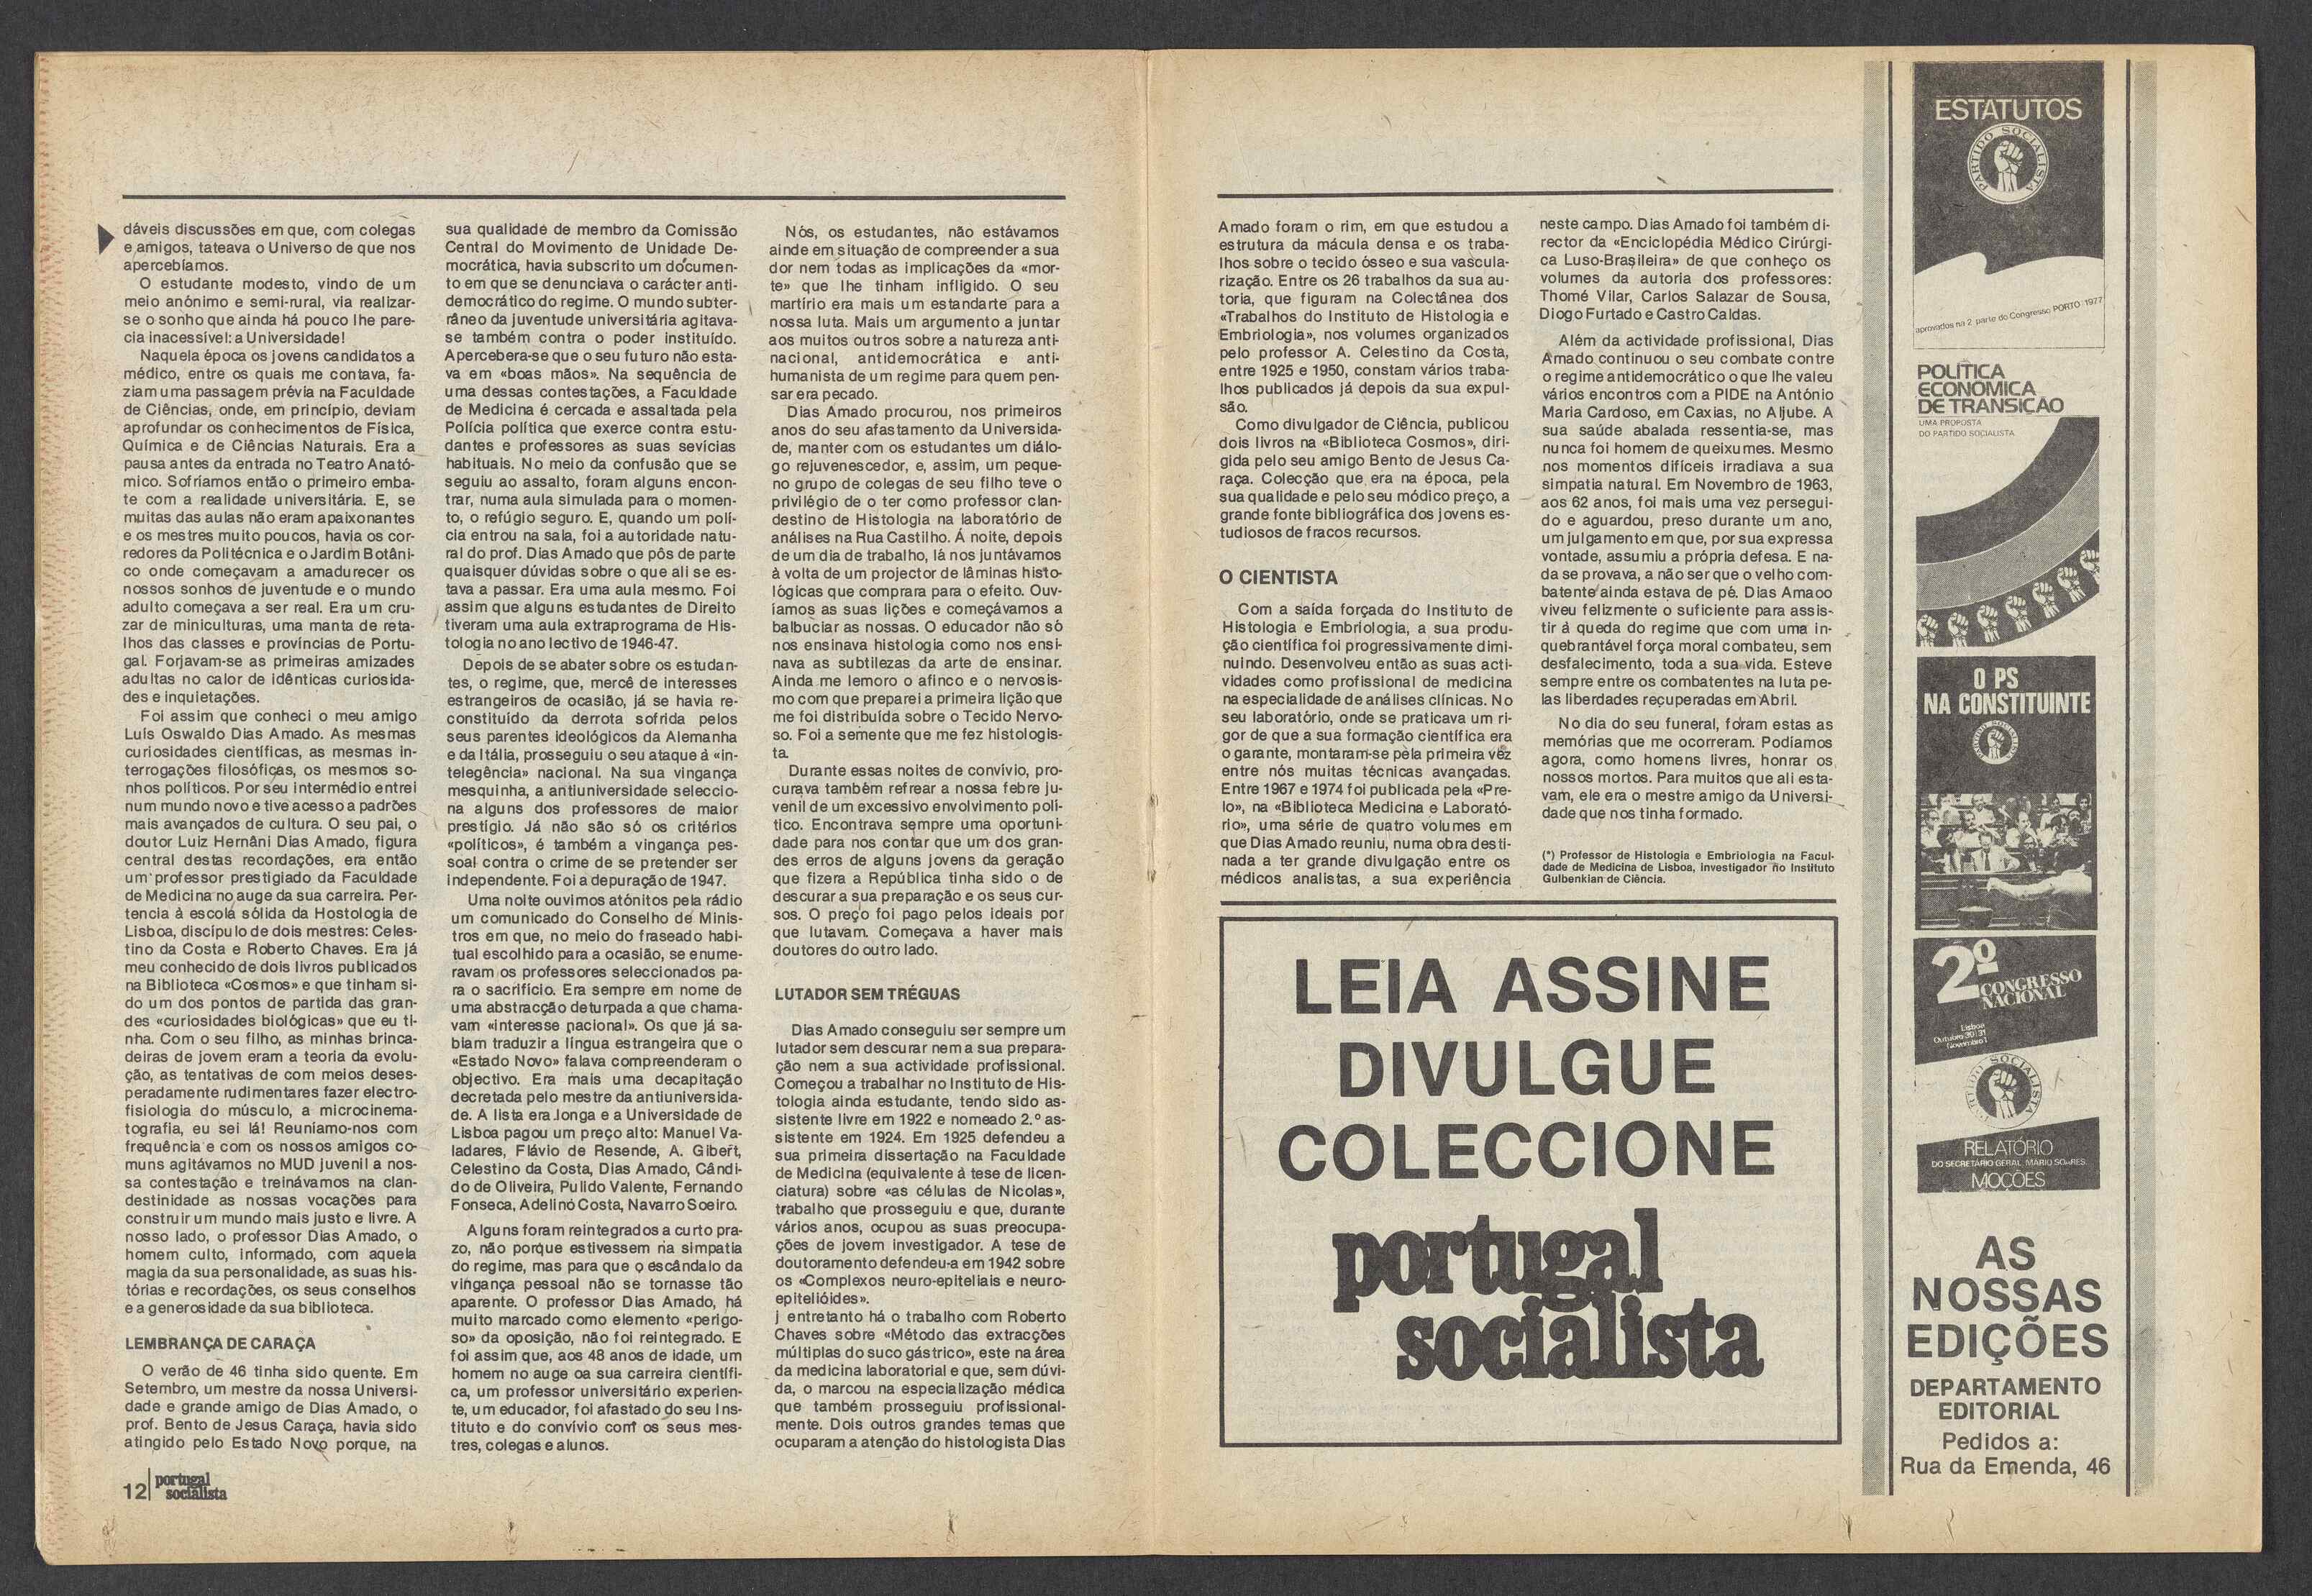 dáveis discussões em que, com colegas
e amigos, tateava o Universo de que nos
apercebíamos.
O estudante modesto, vindo de um
meio anónimo e semi-rural, via realizar-
se o sonho que ainda há pouco lhe pare-
cia inacessível: a Universidade!
Naquela época os jovens candidatos a
médico, entre os quais me contava, fa-
ziam uma passagem prévia na Faculdade
de Ciências, onde, em princípio, deviam
aprofundar os conhecimentos de Física,
Química e de Ciências Naturais. Era a
pausa antes da entrada no Teatro Anató-
mico. Sofríamos então o primeiro emba-
te com a realidade universitária. E, se
muitas das aulas não eram apaixonantes
e os mestres muito poucos, havia os cor-
redores da Politécnica e o Jardim Botâni-
co onde começavam a amadurecer os
nossos sonhos de juventude e o mundo
adulto começava a ser real. Era um cru-
zar de miniculturas, uma manta de reta-
lhos das classes e províncias de Portu-
gal. Forjavam-se as primeiras amizades
adultas no calor de idênticas curiosida-
des e inquietações.
Foi assim que conheci o meu amigo
Luís Oswaldo Dias Amado. As mesmas
curiosidades científicas, as mesmas in-
terrogações filosóficas, os mesmos so-
nhos políticos. Por seu intermédio entrei
num mundo novo e tive acesso a padrões
mais avançados de cultura. O seu pai, o
doutor Luiz Hernâni Dias Amado, figura
central destas recordações, era então
um professor prestigiado da Faculdade
de Medicina no auge da sua carreira. Per-
tencia à escola sólida da Hostologia de
Lisboa, discípulo de dois mestres: Celes-
tino da Costa e Roberto Chaves. Era já
meu conhecido de dois livros publicados
na Biblioteca «Cosmos» e que tinham si-
do um dos pontos de partida das gran-
des «curiosidades biológicas» que eu ti-
nha. Com o seu filho, as minhas brinca-
deiras de jovem eram a teoria da evolu-
ção, as tentativas de com meios deses-
peradamente rudimentares fazer electro-
fisiologia do músculo, a microcinema-
tografia, eu sei lá! Reuníamo-nos com
frequência e com os nossos amigos co-
muns agitávamos no MUD juvenil a nos-
sa contestação e treinávamos na clan-
destinidade as nossas vocações para
construir um mundo mais justo e livre. A
nosso lado, o professor Dias Amado, o
homem culto, informado, com aquela
magia da sua personalidade, as suas his-
tórias e recordações, os seus conselhos
e a generosidade da sua biblioteca.
LEMBRANÇA DE CARAÇA
O verão de 46 tinha sido quente. Em
Setembro, um mestre da nossa Universi-
dade e grande amigo de Dias Amado, o
prof. Bento de Jesus Caraça, havia sido
atingido pelo Estado Novo porque, na
sua qualidade de membro da Comissão
Central do Movimento de Unidade De-
mocrática, havia subscrito um documen-
to em que se denunciava o carácter anti-
democrático do regime. O mundo subter-
râneo da juventude universitária agitava-
se também contra o poder instituído.
Apercebera-se que o seu futuro não esta-
va em «boas mãos». Na sequência de
uma dessas contestações, a Faculdade
de Medicina é cercada e assaltada pela
Polícia política que exerce contra estu-
dantes e professores as suas sevícias
habituais. No meio da confusão que se
seguiu ao assalto, foram alguns encon-
trar, numa aula simulada para o momen-
to, o refúgio seguro. E, quando um polí-
cia entrou na sala, foi a autoridade natu-
ral do prof. Dias Amado que pôs de parte
quaisquer dúvidas sobre o que ali se es-
tava a passar. Era uma aula mesmo. Foi
assim que alguns estudantes de Direito
tiveram uma aula extraprograma de His-
tologia no ano lectivo de 1946-47.
Depois de se abater sobre os estudan-
tes, o regime, que, mercê de interesses
estrangeiros de ocasião, já se havia re-
constituído da derrota sofrida pelos
seus parentes ideológicos da Alemanha
e da Itália, prosseguiu o seu ataque à «in-
telegência» nacional. Na sua vingança
mesquinha, a antiuniversidade seleccio-
na alguns dos professores de maior
prestígio. Já não são só os critérios
«políticos», é também a vingança pes-
soal contra o crime de se pretender ser
independente. Foi a depuração de 1947.
Uma noite ouvimos atónitos pela rádio
um comunicado do Conselho de Minis-
tros em que, no meio do fraseado habi-
tual escolhido para a ocasião, se enume-
ravam os professores seleccionados pa-
ra o sacrifício. Era sempre em nome de
uma abstracção deturpada a que chama-
vam «interesse nacional». Os que já sa-
biam traduzir a língua estrangeira que o
«Estado Novo» falava compreenderam o
objectivo. Era mais uma decapitação
decretada pelo mestre da antiuniversida-
de. A lista era longa e a Universidade de
Lisboa pagou um preço alto: Manuel Va-
ladares, Flávio de Resende, A. Gibert,
Celestino da Costa, Dias Amado, Cândi-
do de Oliveira, Pulido Valente, Fernando
Fonseca, Adelino Costa, Navarro Soeiro.
Alguns foram reintegrados a curto pra-
zo, não porque estivessem na simpatia
do regime, mas para que o escândalo da
vingança pessoal não se tornasse tão
aparente. O professor Dias Amado, há
muito marcado como elemento «perigo-
so» da oposição, não foi reintegrado. E
foi assim que, aos 48 anos de idade, um
homem no auge oa sua carreira científi-
ca, um professor universitário experien-
te, um educador, foi afastado do seu Ins-
tituto e do convívio com os seus mes-
tres, colegas e alunos.
Nós, os estudantes, não estávamos
ainde em situação de compreender a sua
dor nem todas as implicações da «mor-
te» que lhe tinham infligido. O seu
martírio era mais um estandarte para a
nossa luta. Mais um argumento a juntar
aos muitos outros sobre a natureza anti-
nacional, antidemocrática e anti-
humanista de um regime para quem pen-
sar era pecado.
Dias Amado procurou, nos primeiros
anos do seu afastamento da Universida-
de, manter com os estudantes um diálo-
go rejuvenescedor, e, assim, um peque-
no grupo de colegas de seu filho teve o
privilégio de o ter como professor clan-
destino de Histologia na laboratório de
análises na Rua Castilho. Á noite, depois
de um dia de trabalho, lá nos juntávamos
à volta de um projector de lâminas histo-
lógicas que comprara para o efeito. Ouv-
íamos as suas lições e começávamos a
balbuciar as nossas. O educador não só
nos ensinava histologia como nos ensi-
nava as subtilezas da arte de ensinar.
Ainda me lemoro o afinco e o nervosis-
mo com que preparei a primeira lição que
me foi distribuída sobre o Tecido Nervo-
so. Foi a semente que me fez histologis-
ta.
Durante essas noites de convívio, pro-
curava também refrear a nossa febre ju-
venil de um excessivo envolvimento polí-
tico. Encontrava sempre uma oportuni-
dade para nos contar que um dos gran-
des erros de alguns jovens da geração
que fizera a República tinha sido o de
descurar a sua preparação e os seus cur-
sos. O preço foi pago pelos ideais por
que lutavam. Começava a haver mais
doutores do outro lado.
LUTADOR SEM TRÉGUAS
Dias Amado conseguiu ser sempre um
lutador sem descurar nem a sua prepara-
ção nem a sua actividade profissional.
Começou a trabalhar no Instituto de His-
tologia ainda estudante, tendo sido as-
sistente livre em 1922 e nomeado 2.º as-
sistente em 1924. Em 1925 defendeu a
sua primeira dissertação na Faculdade
de Medicina (equivalente à tese de licen-
ciatura) sobre «as células de Nicolas»,
trabalho que prosseguiu e que, durante
vários anos, ocupou as suas preocupa-
ções de jovem investigador. A tese de
doutoramento defendeu-a em 1942 sobre
os «Complexos neuro-epiteliais e neuro-
epitelióides».
j entretanto há o trabalho com Roberto
Chaves sobre «Método das extracções
múltiplas do suco gástrico», este na área
da medicina laboratorial e que, sem dúvi-
da, o marcou na especialização médica
que também prosseguiu profissional-
mente. Dois outros grandes temas que
ocuparam a atenção do histologista Dias
12 portugal
socialista
Amado foram o rim, em que estudou a
estrutura da mácula densa e os traba-
lhos sobre o tecido ósseo e sua vascula-
rização. Entre os 26 trabalhos da sua au-
toria, que figuram na Colectânea dos
«Trabalhos do Instituto de Histologia e
Embriologia», nos volumes organizados
pelo professor A. Celestino da Costa,
entre 1925 e 1950, constam vários traba-
lhos publicados já depois da sua expul-
são.
Como divulgador de Ciência, publicou
dois livros na «Biblioteca Cosmos», diri-
gida pelo seu amigo Bento de Jesus Ca-
raça. Colecção que era na época, pela
sua qualidade e pelo seu módico preço, a
grande fonte bibliográfica dos jovens es-
tudiosos de fracos recursos.
O CIENTISTA
Com a saída forçada do Instituto de
Histologia e Embriologia, a sua produ-
ção científica foi progressivamente dimi-
nuindo. Desenvolveu então as suas acti-
vidades como profissional de medicina
na especialidade de análises clínicas. No
seu laboratório, onde se praticava um ri-
gor de que a sua formação científica era
o garante, montaram-se pela primeira vêz
entre nós muitas técnicas avançadas.
Entre 1967 e 1974 foi publicada pela «Pre-
lo», na «Biblioteca Medicina e Laborató-
rio», uma série de quatro volumes em
que Dias Amado reuniu, numa obra desti-
nada a ter grande divulgação entre os
médicos analistas, a sua experiência
neste campo. Dias Amado foi também di-
rector da «Enciclopédia Médico Cirúrgi-
ca Luso-Brasileira» de que conheço os
volumes da autoria dos professores:
Thomé Vilar, Carlos Salazar de Sousa,
Diogo Furtado e Castro Caldas.
Além da actividade profissional, Dias
Amado continuou o seu combate contre
o regime antidemocrático o que lhe valeu
vários encontros com a PIDE na António
Maria Cardoso, em Caxias, no Aljube. A
sua saúde abalada ressentia-se, mas
nunca foi homem de queixumes. Mesmo
nos momentos difíceis irradiava a sua
simpatia natural. Em Novembro de 1963,
aos 62 anos, foi mais uma vez persegui-
do e aguardou, preso durante um ano,
um julgamento em que, por sua expressa
vontade, assumiu a própria defesa. E na-
da se provava, a não ser que o velho com-
batente ainda estava de pé. Dias Amaoo
viveu felizmente o suficiente para assis-
tir à queda do regime que com uma in-
quebrantável força moral combateu, sem
desfalecimento, toda a sua vida. Esteve
sempre entre os combatentes na luta pe-
las liberdades recuperadas em Abril.
No dia do seu funeral, foram estas as
memórias que me ocorreram. Podíamos
agora, como homens livres, honrar os
nossos mortos. Para muitos que ali esta-
vam, ele era o mestre amigo da Universi-
dade que nos tinha formado.
(*) Professor de Histologia e Embriologia na Facul-
dade de Medicina de Lisboa, investigador no Instituto
Gulbenkian de Ciência.
LEIA ASSINE
DIVULGUE
COLECCIONE
portugal
socialista
ESTATUTOS
PARTIDO SOCIALISTA
aprovados na 2 parte do Congresso PORTO 1977
POLÍTICA
ECONÓMICA
DE TRANSIÇÃO
UMA PROPOSTA
DO PARTIDO SOCIALISTA
O PS
NA CONSTITUINTE
PARTIDO SOCIALISTA
2º
CONGRESSO
NACIONAL
Lisboa
Outubro 30|31
Novembro 1
PARTIDO SOCIALISTA
RELATÓRIO
DO SECRETÁRIO GERAL, MÁRIO SOARES
MOÇÕES
AS
NOSSAS
EDIÇÕES
DEPARTAMENTO
EDITORIAL
Pedidos a:
Rua da Emenda, 46